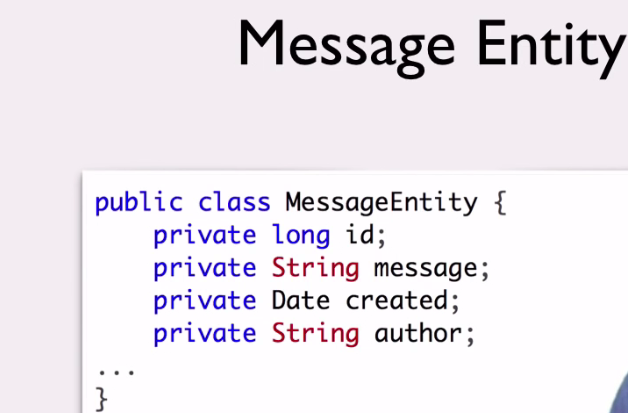 Message Entity
public class MessageEntity {
    private long id;
    private String message;
    private Date created;
    private String author;
...
}